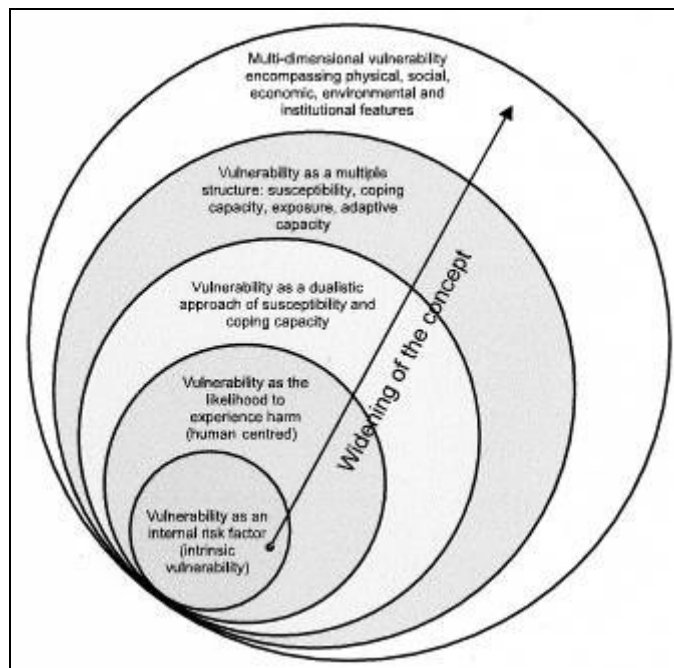 Multi-dimensional vulnerability
encompassing physical, social,
economic, environmental and
institutional features
Vulnerability as a multiple
structure: susceptibility, coping
capacity, exposure, adaptive
capacity
Vulnerability as a dualistic
approach of susceptibility and
coping capacity
Widening of the concept
Vulnerability as the
likelihood to
experience harm
(human centred)
Vulnerability as an
internal risk factor
(intrinsic
vulnerability)